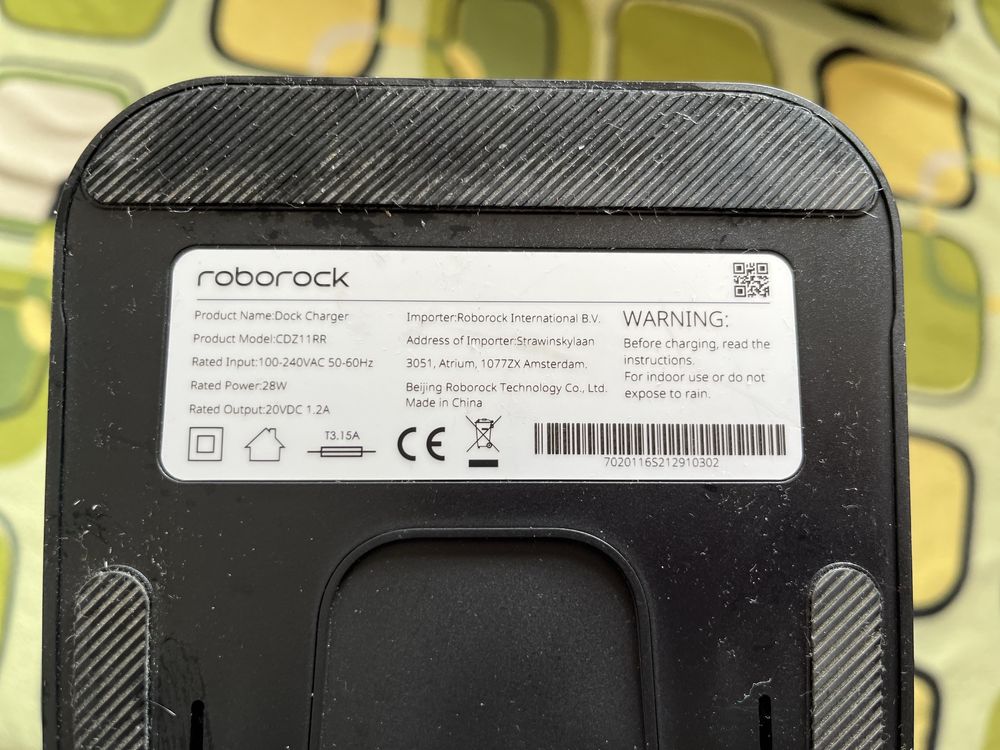 roborock
Product Name:Dock Charger
Product Model:CDZ11RR
Rated Input:100-240VAC 50-60Hz
Rated Power:28W
Rated Output:20VDC 1.2A
T3.15A
Importer:Roborock International B.V.
Address of Importer:Strawinskylaan
3051, Atrium, 1077ZX Amsterdam.
Beijing Roborock Technology Co., Ltd.
Made in China
CE
WARNING:
Before charging, read the
instructions.
For indoor use or do not
expose to rain.
7020116S212910302